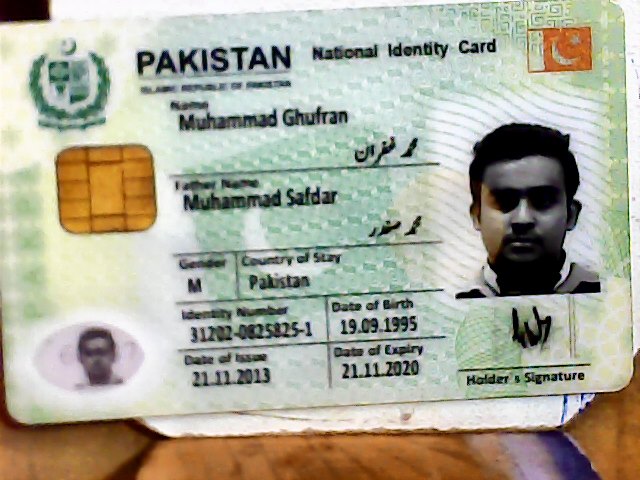 PAKISTAN National Identity Card
ISLAMIC REPUBLIC OF PAKISTAN
Name
Muhammad Ghufran
محمد غفران
Father Name
Muhammad Safdar
محمد صفدر
Gender Country of Stay
M Pakistan
Identity Number Date of Birth
31202-0825825-1 19.09.1995
Date of Issue Date of Expiry
21.11.2013 21.11.2020
Holder's Signature